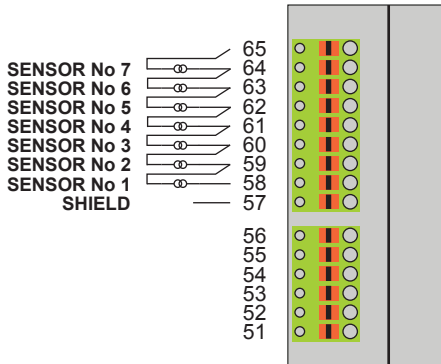 65
SENSOR No 7 64
SENSOR No 6 63
SENSOR No 5 62
SENSOR No 4 61
SENSOR No 3 60
SENSOR No 2 59
SENSOR No 1 58
SHIELD 57
56
55
54
53
52
51